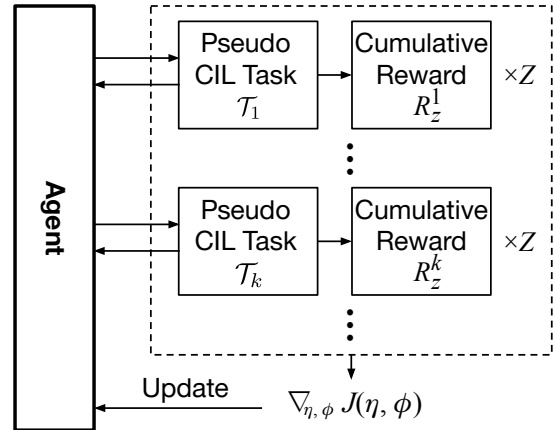 Agent
Pseudo
CIL Task
𝒯₁
Cumulative
Reward
R_z^1
×Z
Pseudo
CIL Task
𝒯ₖ
Cumulative
Reward
R_z^k
×Z
Update
∇_{η, ϕ} J(η, ϕ)